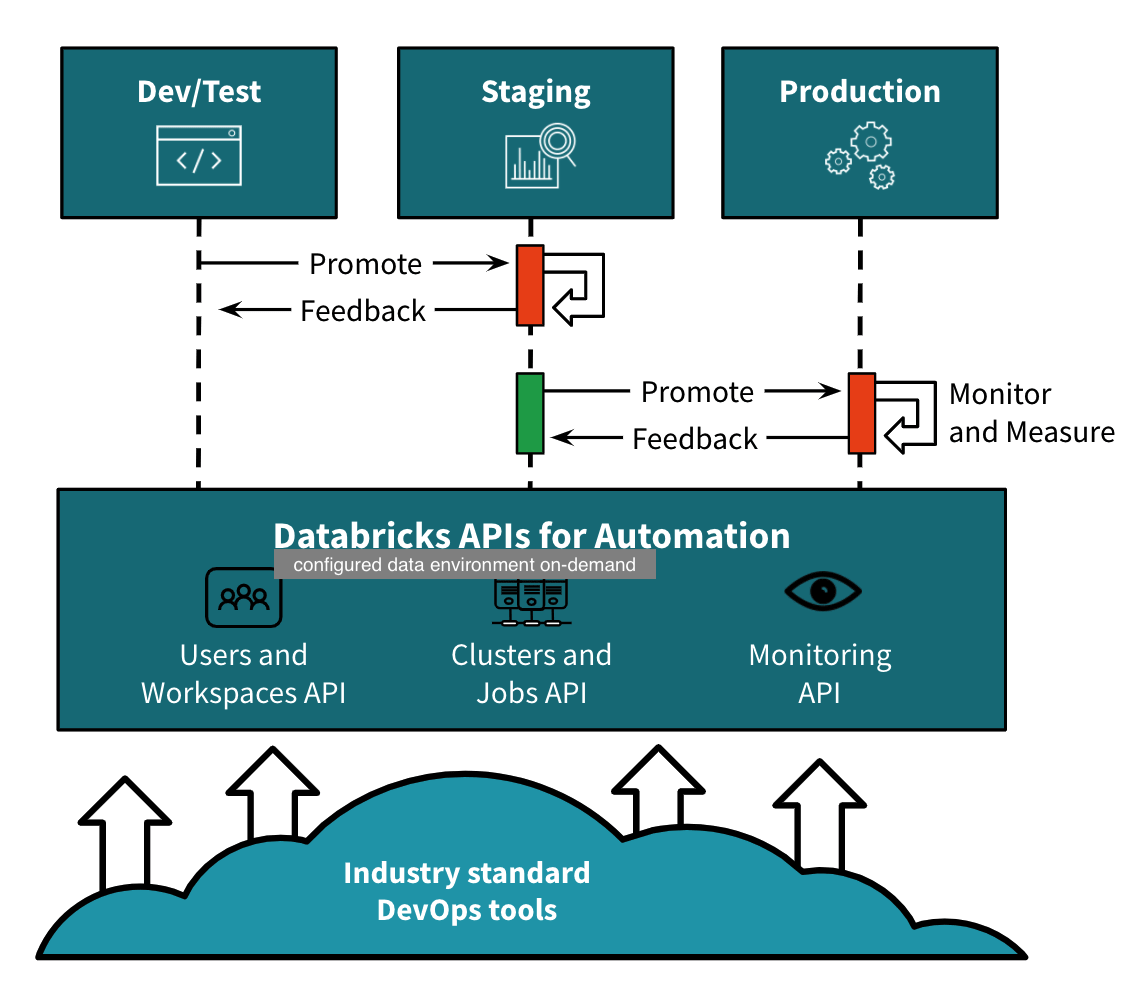 Dev/Test
Staging
Production
</>
Promote
Feedback
Promote
Feedback
Monitor
and Measure
Databricks APIs for Automation
configured data environment on-demand
Users and
Workspaces API
Clusters and
Jobs API
Monitoring
API
Industry standard
DevOps tools